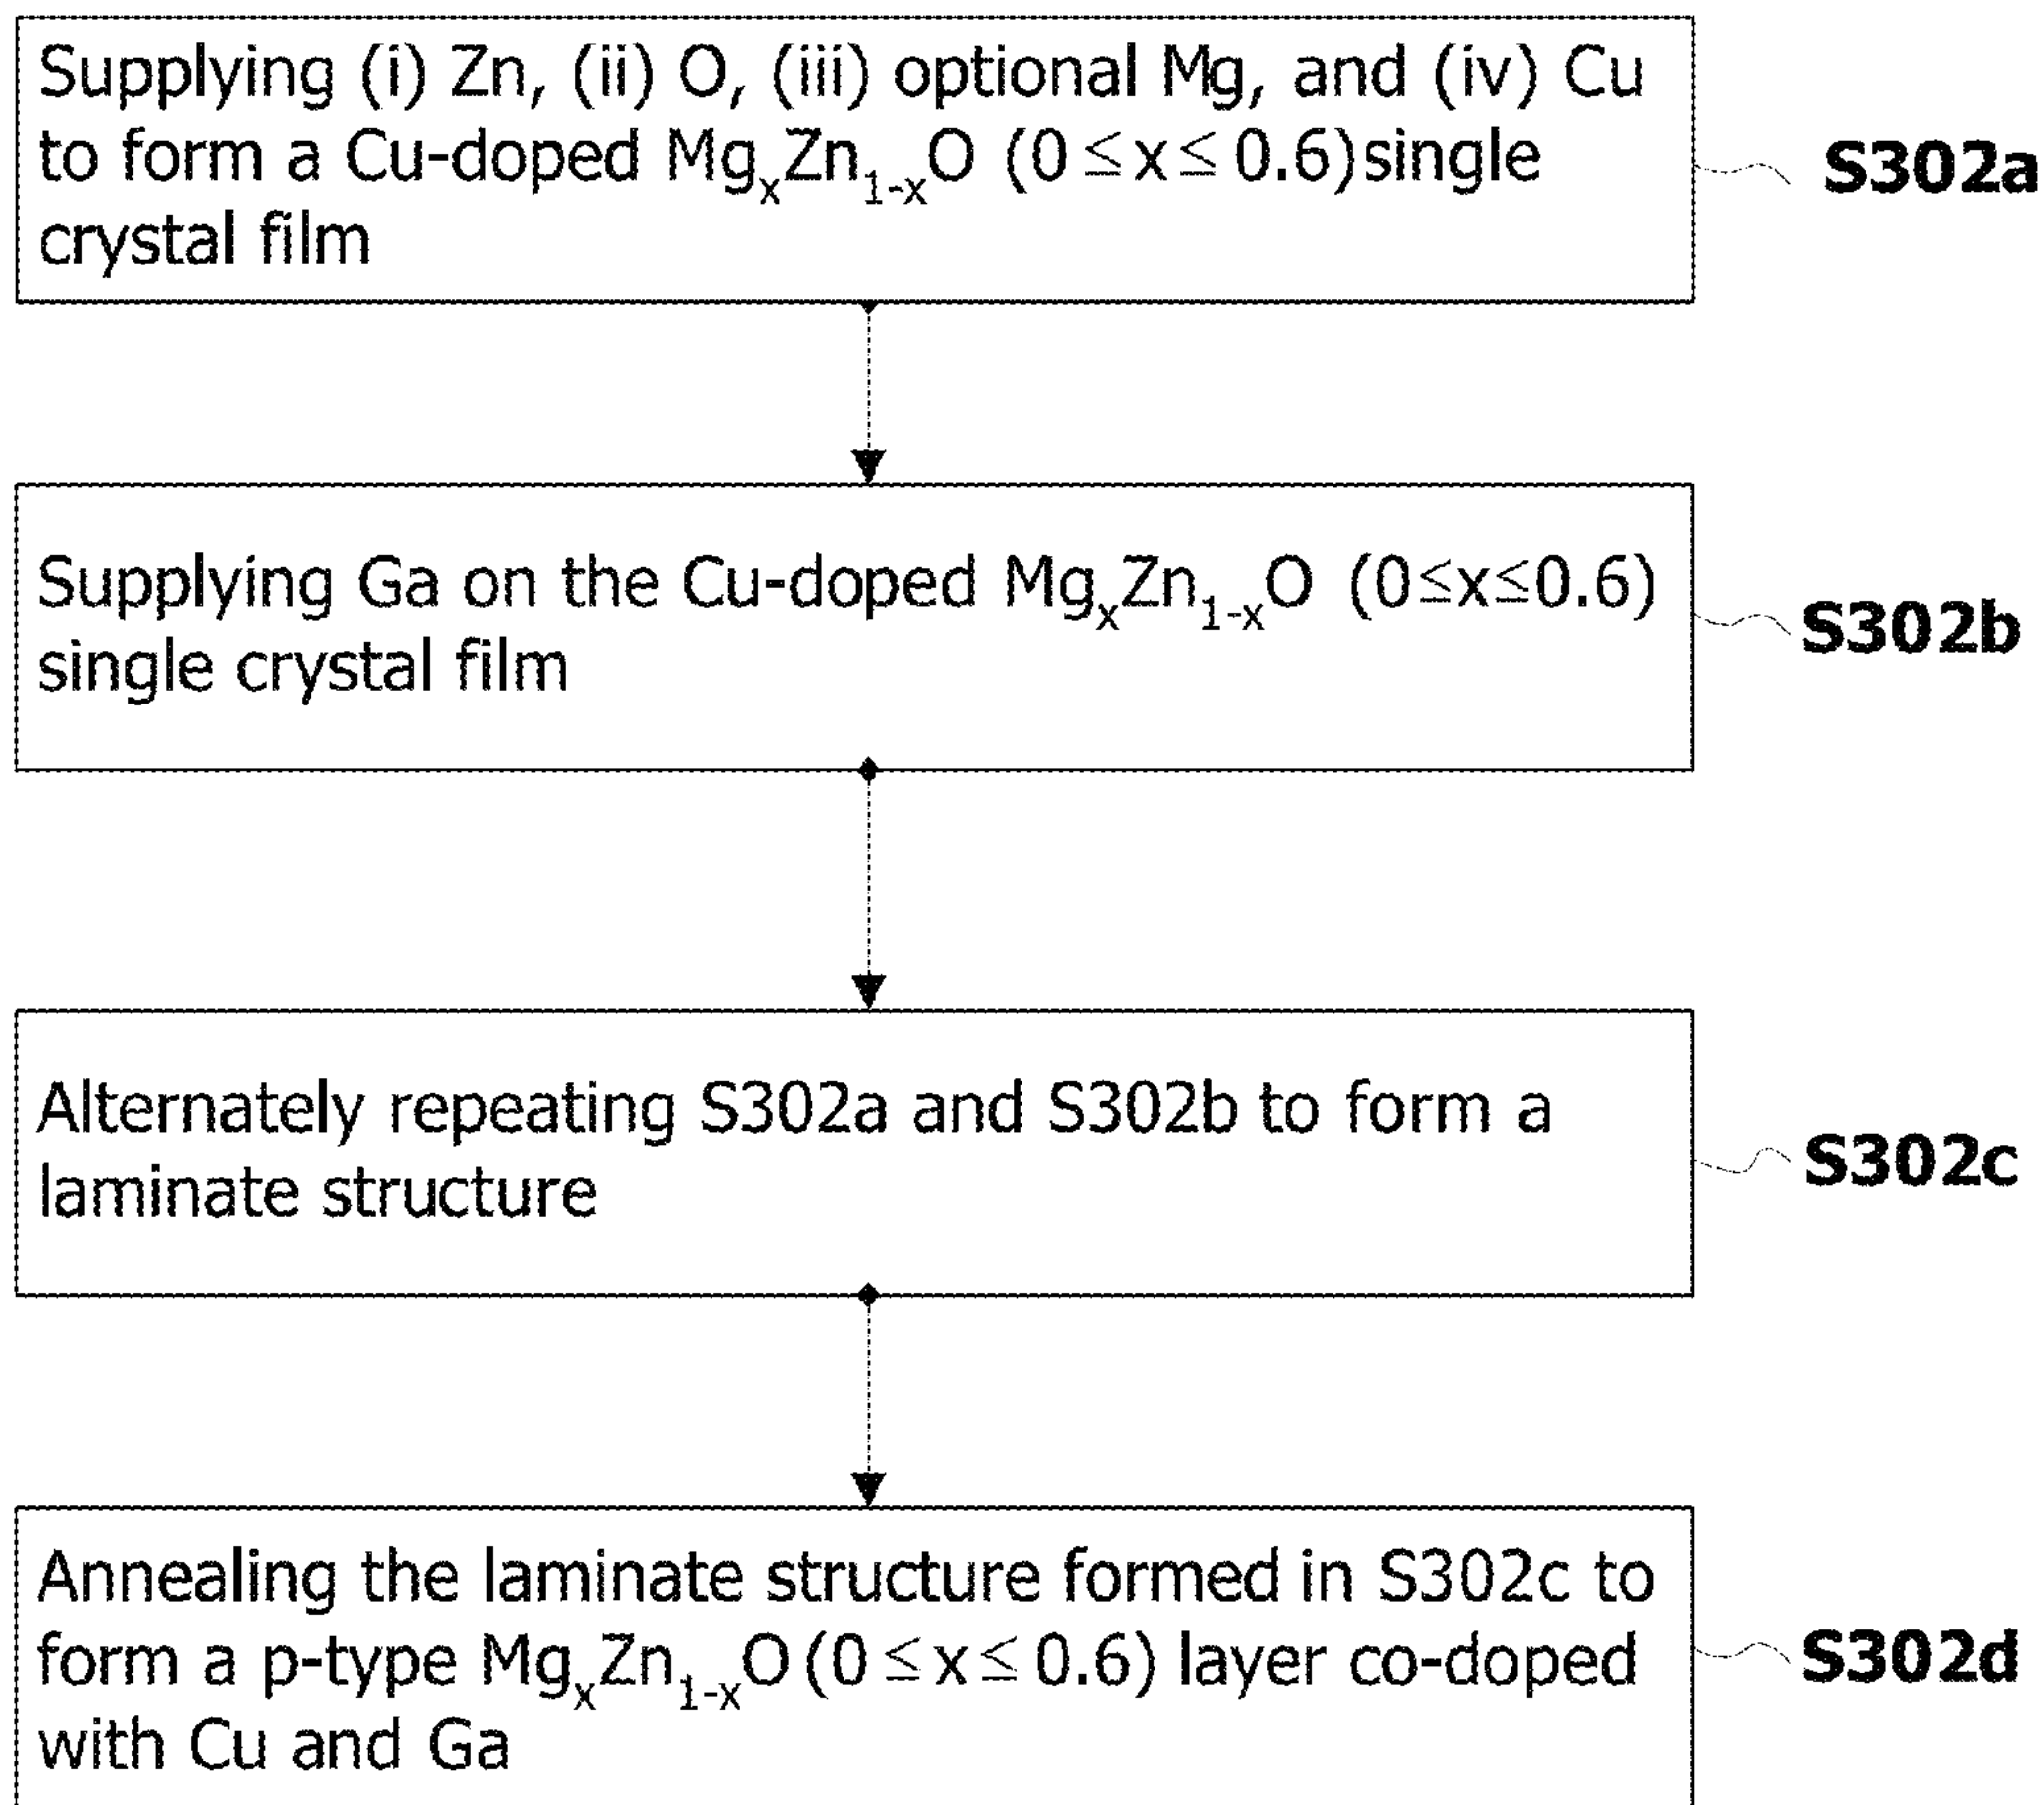 Supplying (i) Zn, (ii) O, (iii) optional Mg, and (iv) Cu
to form a Cu-doped MgₓZn₁₋ₓO (0≤x≤0.6)single
crystal film
S302a
Supplying Ga on the Cu-doped MgₓZn₁₋ₓO (0≤x≤0.6)
single crystal film
S302b
Alternately repeating S302a and S302b to form a
laminate structure
S302c
Annealing the laminate structure formed in S302c to
form a p-type MgₓZn₁₋ₓO(0≤x≤0.6) layer co-doped
with Cu and Ga
S302d